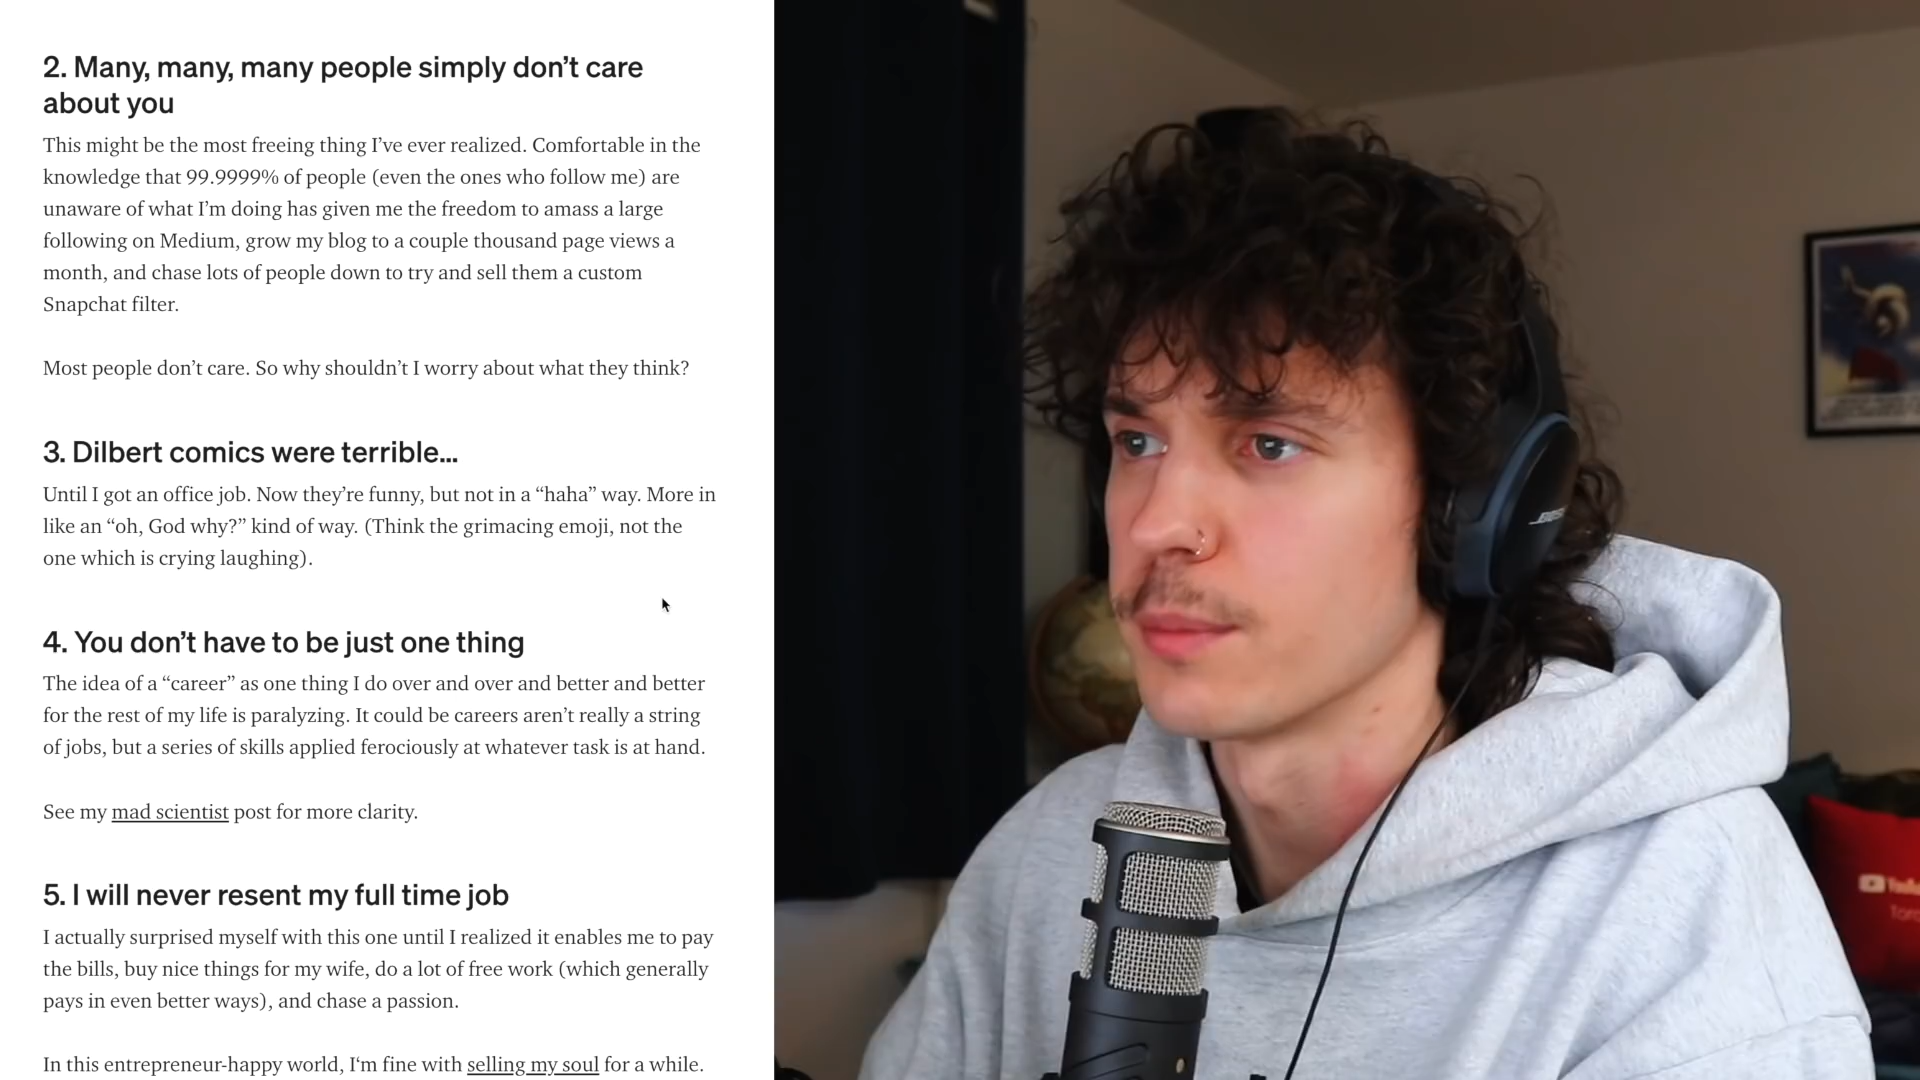 2. Many, many, many people simply don’t care
about you
This might be the most freeing thing I’ve ever realized. Comfortable in the
knowledge that 99.9999% of people (even the ones who follow me) are
unaware of what I’m doing has given me the freedom to amass a large
following on Medium, grow my blog to a couple thousand page views a
month, and chase lots of people down to try and sell them a custom
Snapchat filter.
Most people don’t care. So why shouldn’t I worry about what they think?
3. Dilbert comics were terrible…
Until I got an office job. Now they’re funny, but not in a “haha” way. More in
like an “oh, God why?” kind of way. (Think the grimacing emoji, not the
one which is crying laughing).
4. You don’t have to be just one thing
The idea of a “career” as one thing I do over and over and better and better
for the rest of my life is paralyzing. It could be careers aren’t really a string
of jobs, but a series of skills applied ferociously at whatever task is at hand.
See my mad scientist post for more clarity.
5. I will never resent my full time job
I actually surprised myself with this one until I realized it enables me to pay
the bills, buy nice things for my wife, do a lot of free work (which generally
pays in even better ways), and chase a passion.
In this entrepreneur-happy world, I‘m fine with selling my soul for a while.
BOSE